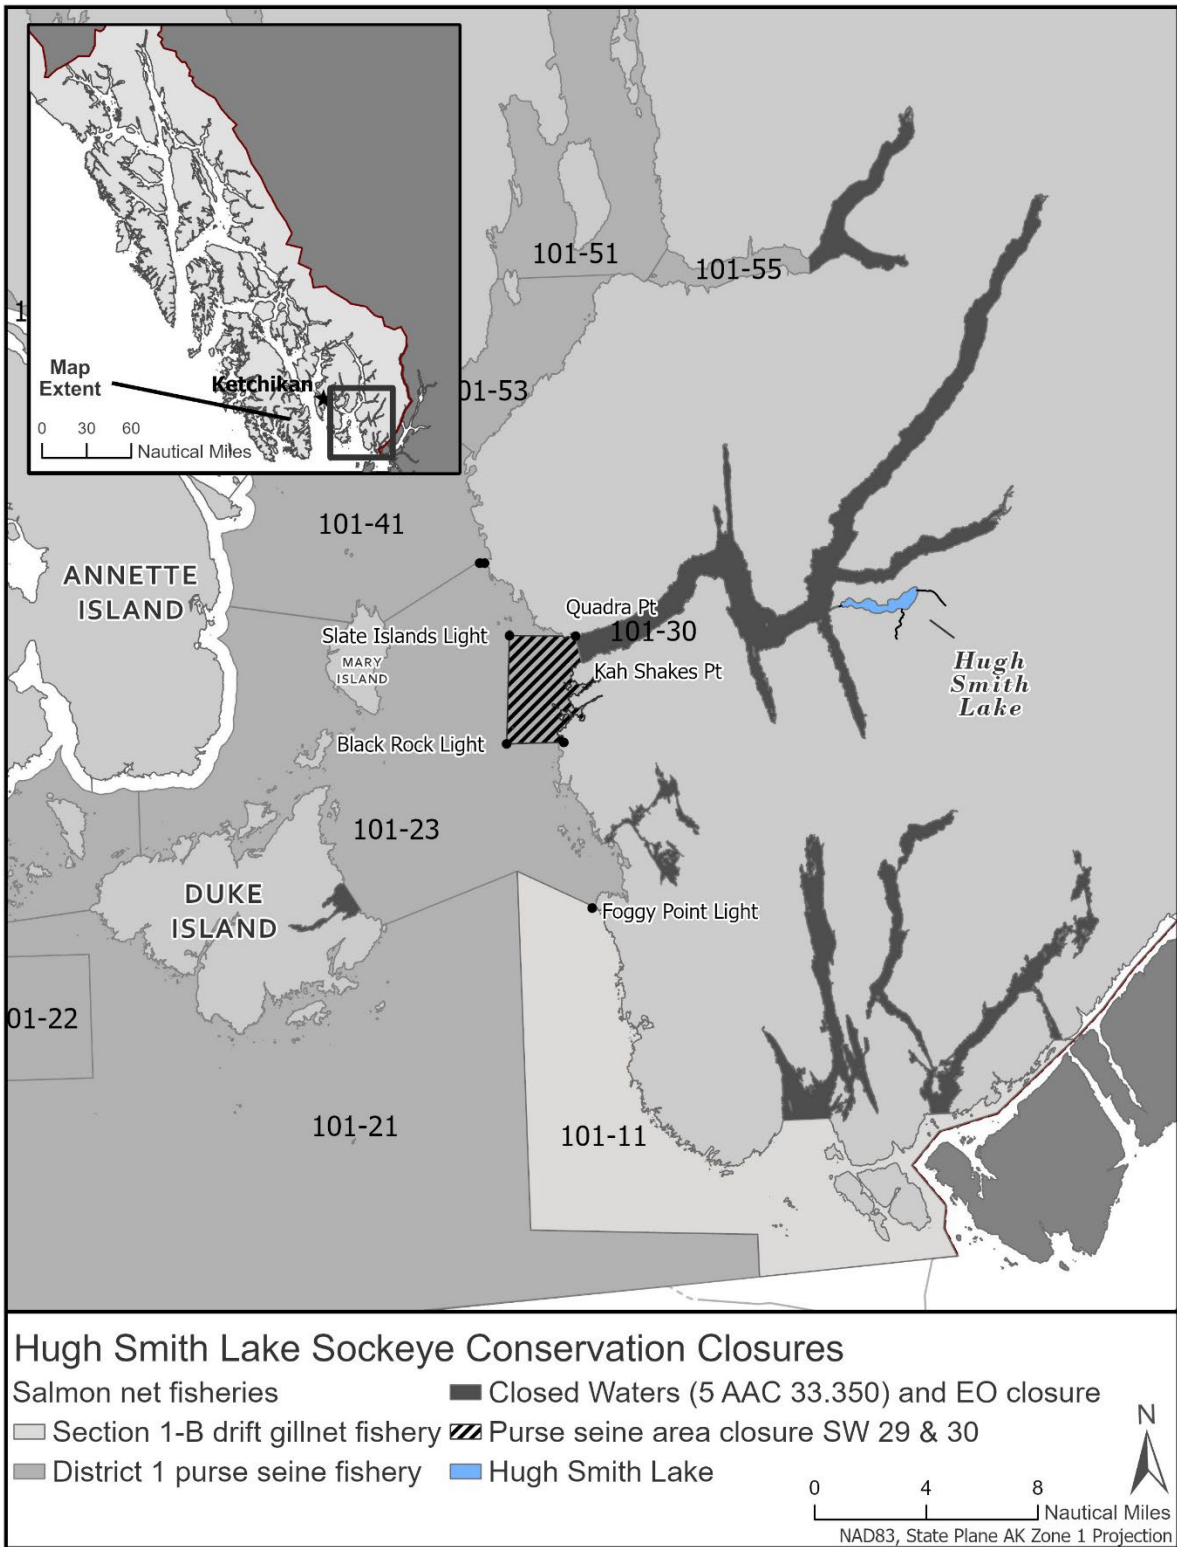 101-51
101-55
1
Map
Extent
Ketchikan
0 30 60
Nautical Miles
01-53
101-41
ANNETTE
ISLAND
Quadra Pt
Slate Islands Light
101-30
MARY
ISLAND
Kah Shakes Pt
Hugh
Smith
Lake
Black Rock Light
101-23
DUKE
ISLAND
Foggy Point Light
01-22
101-21
101-11
Hugh Smith Lake Sockeye Conservation Closures
Salmon net fisheries
Closed Waters (5 AAC 33.350) and EO closure
Section 1-B drift gillnet fishery
Purse seine area closure SW 29 & 30
District 1 purse seine fishery
Hugh Smith Lake
N
0 4 8
Nautical Miles
NAD83, State Plane AK Zone 1 Projection